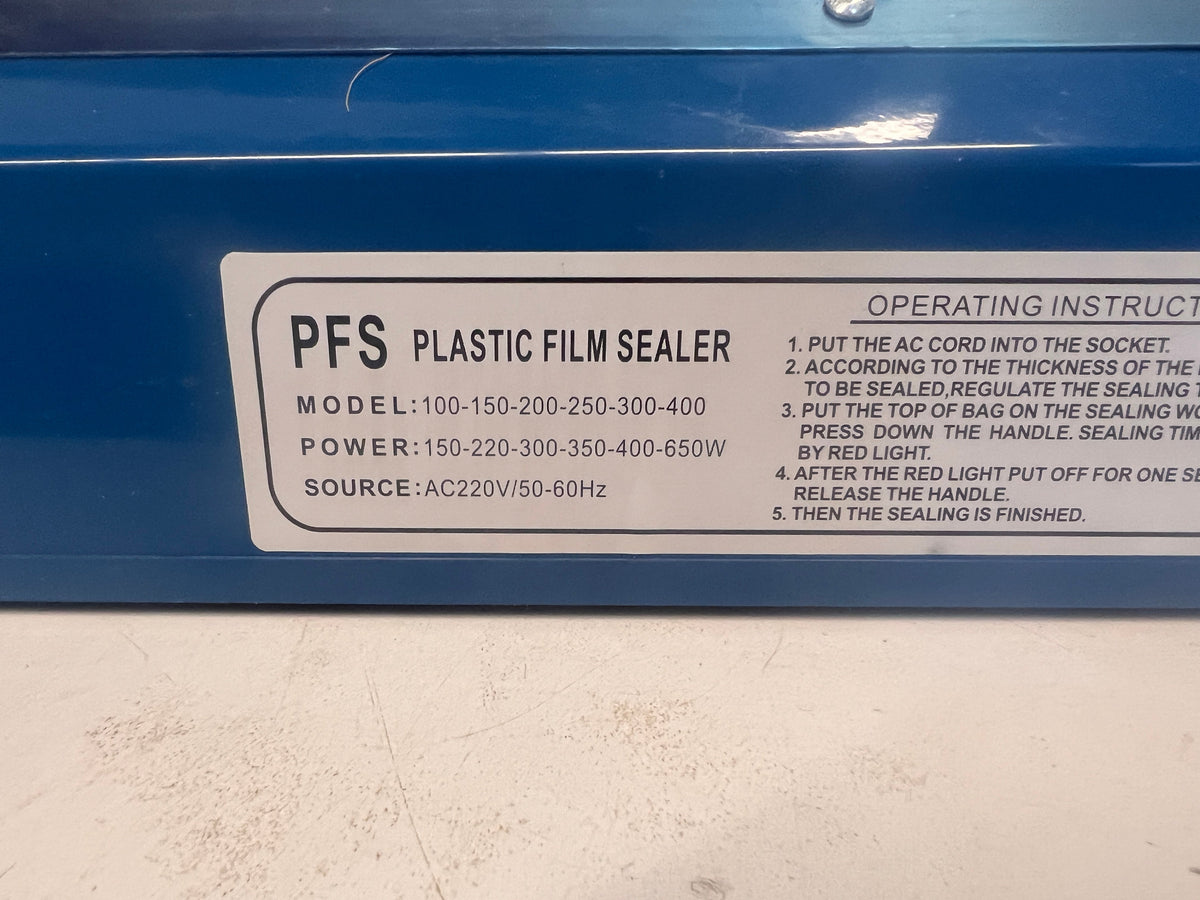 PFS PLASTIC FILM SEALER
MODEL:100-150-200-250-300-400
POWER:150-220-300-350-400-650W
SOURCE:AC220V/50-60Hz
OPERATING
1. PUT THE AC CORD INTO THE SOCKET.
2. ACCORDING TO THE THICKNESS OF THE
TO BE SEALED,REGULATE THE SEALING
3. PUT THE TOP OF BAG ON THE SEALING
PRESS DOWN THE HANDLE. SEALING
BY RED LIGHT.
4. AFTER THE RED LIGHT PUT OFF FOR ONE
RELEASE THE HANDLE.
5. THEN THE SEALING IS FINISHED.